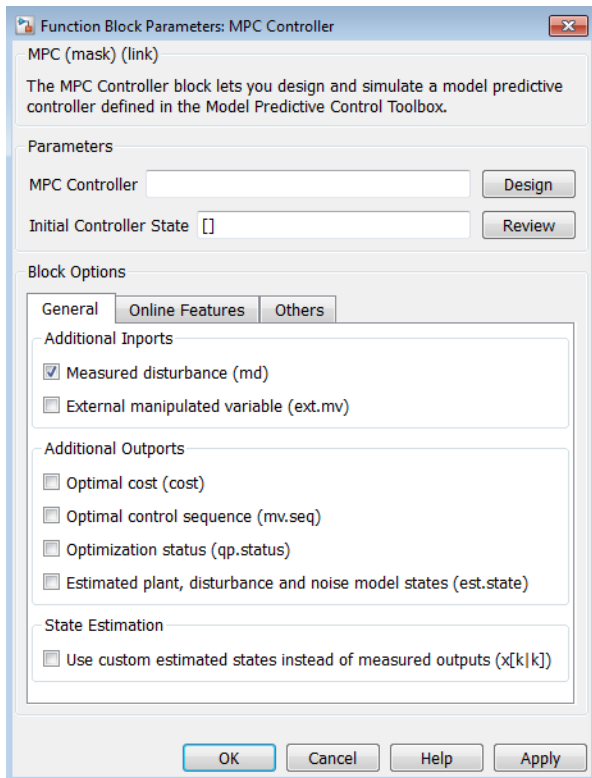 Function Block Parameters: MPC Controller
MPC (mask) (link)
The MPC Controller block lets you design and simulate a model predictive
controller defined in the Model Predictive Control Toolbox.
Parameters
MPC Controller Design
Initial Controller State [] Review
Block Options
General Online Features Others
Additional Inports
Measured disturbance (md)
External manipulated variable (ext.mv)
Additional Outports
Optimal cost (cost)
Optimal control sequence (mv.seq)
Optimization status (qp.status)
Estimated plant, disturbance and noise model states (est.state)
State Estimation
Use custom estimated states instead of measured outputs (x[k|k])
OK Cancel Help Apply